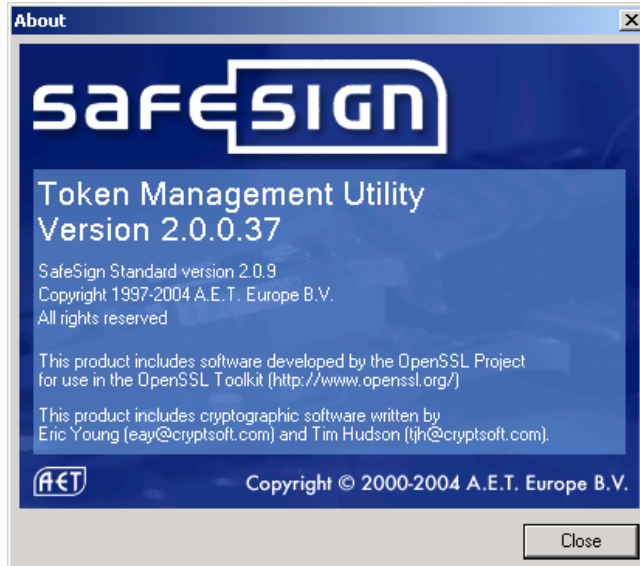 About
safesign
Token Management Utility
Version 2.0.0.37
SafeSign Standard version 2.0.9
Copyright 1997-2004 A.E.T. Europe B.V.
All rights reserved
This product includes software developed by the OpenSSL Project
for use in the OpenSSL Toolkit (http://www.openssl.org/)
This product includes cryptographic software written by
Eric Young (eay@cryptsoft.com) and Tim Hudson (tjh@cryptsoft.com).
AET Copyright © 2000-2004 A.E.T. Europe B.V.
Close